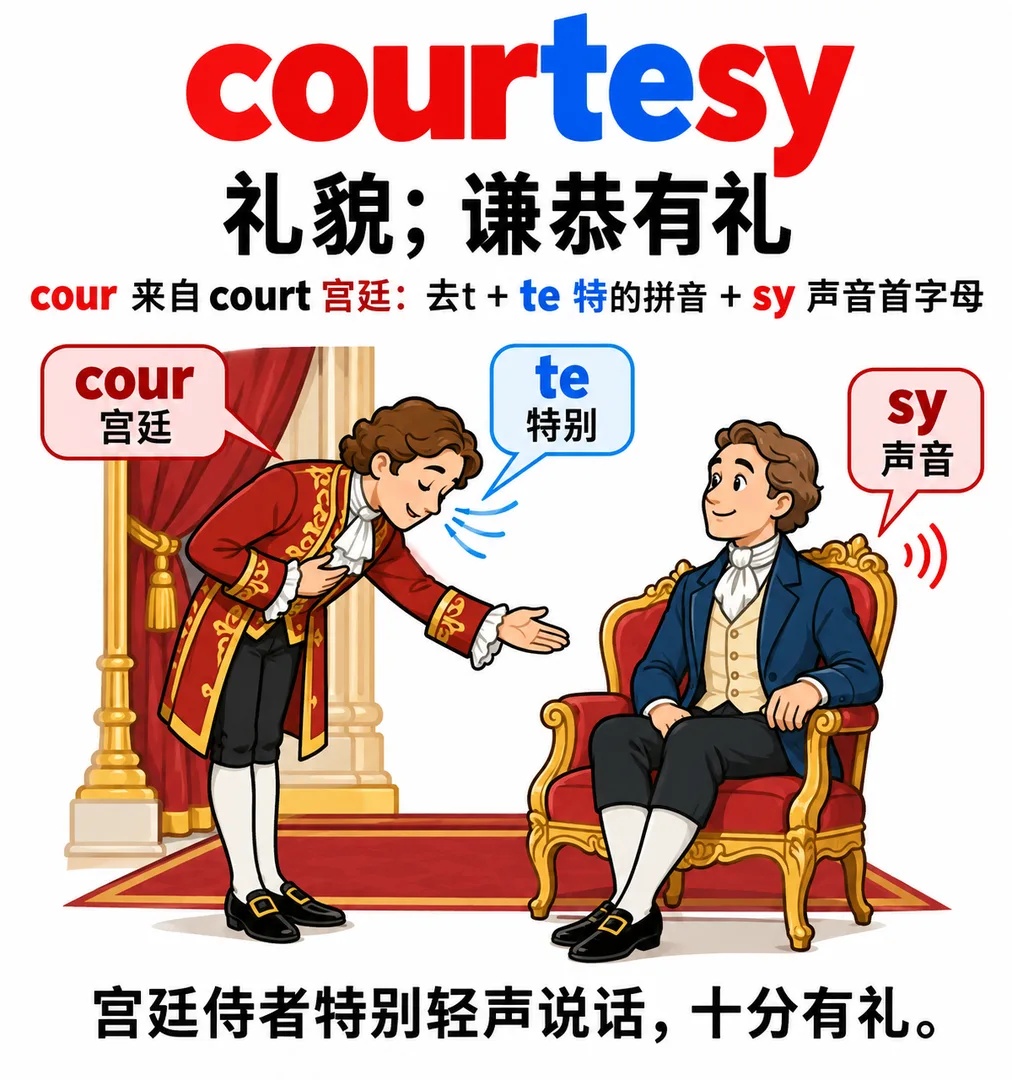 courtesy
礼貌；谦恭有礼
cour 来自 court 宫廷：去t + te 特的拼音 + sy 声音首字母
cour
宫廷
te
特别
sy
声音
宫廷侍者特别轻声说话，十分有礼。